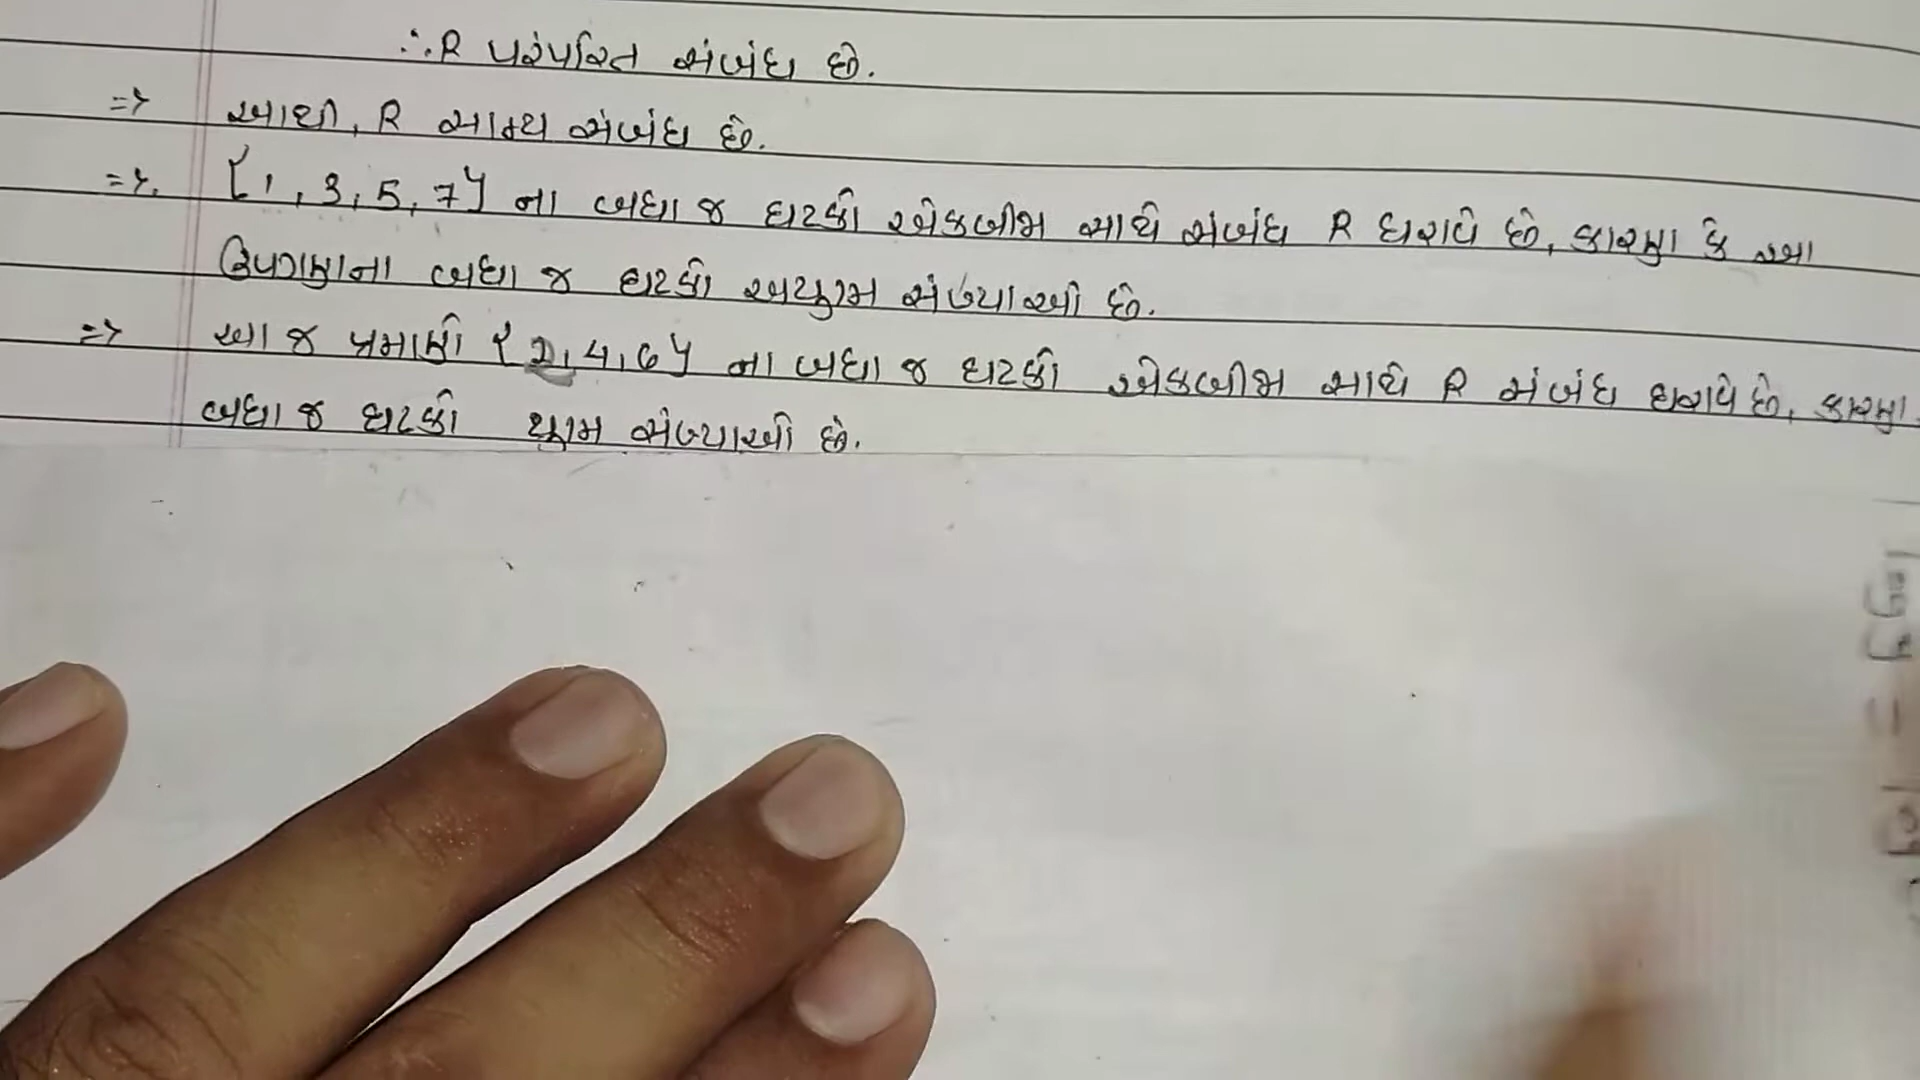 ∴R પરંપરિત સંબંધ છે.
=> આથી, R સામ્ય સંબંધ છે.
=>. {1, 3, 5, 7} ના બધા જ ઘટકો એકબીજા સાથે સંબંધ R ધરાવે છે, કારણ કે આ
ઉપગણના બધા જ ઘટકો અયુગ્મ સંખ્યાઓ છે.
=> આ જ પ્રમાણે {2, 4, 6} ના બધા જ ઘટકો એકબીજા સાથે R સંબંધ ધરાવે છે, કારણ
બધા જ ઘટકો યુગ્મ સંખ્યાઓ છે.